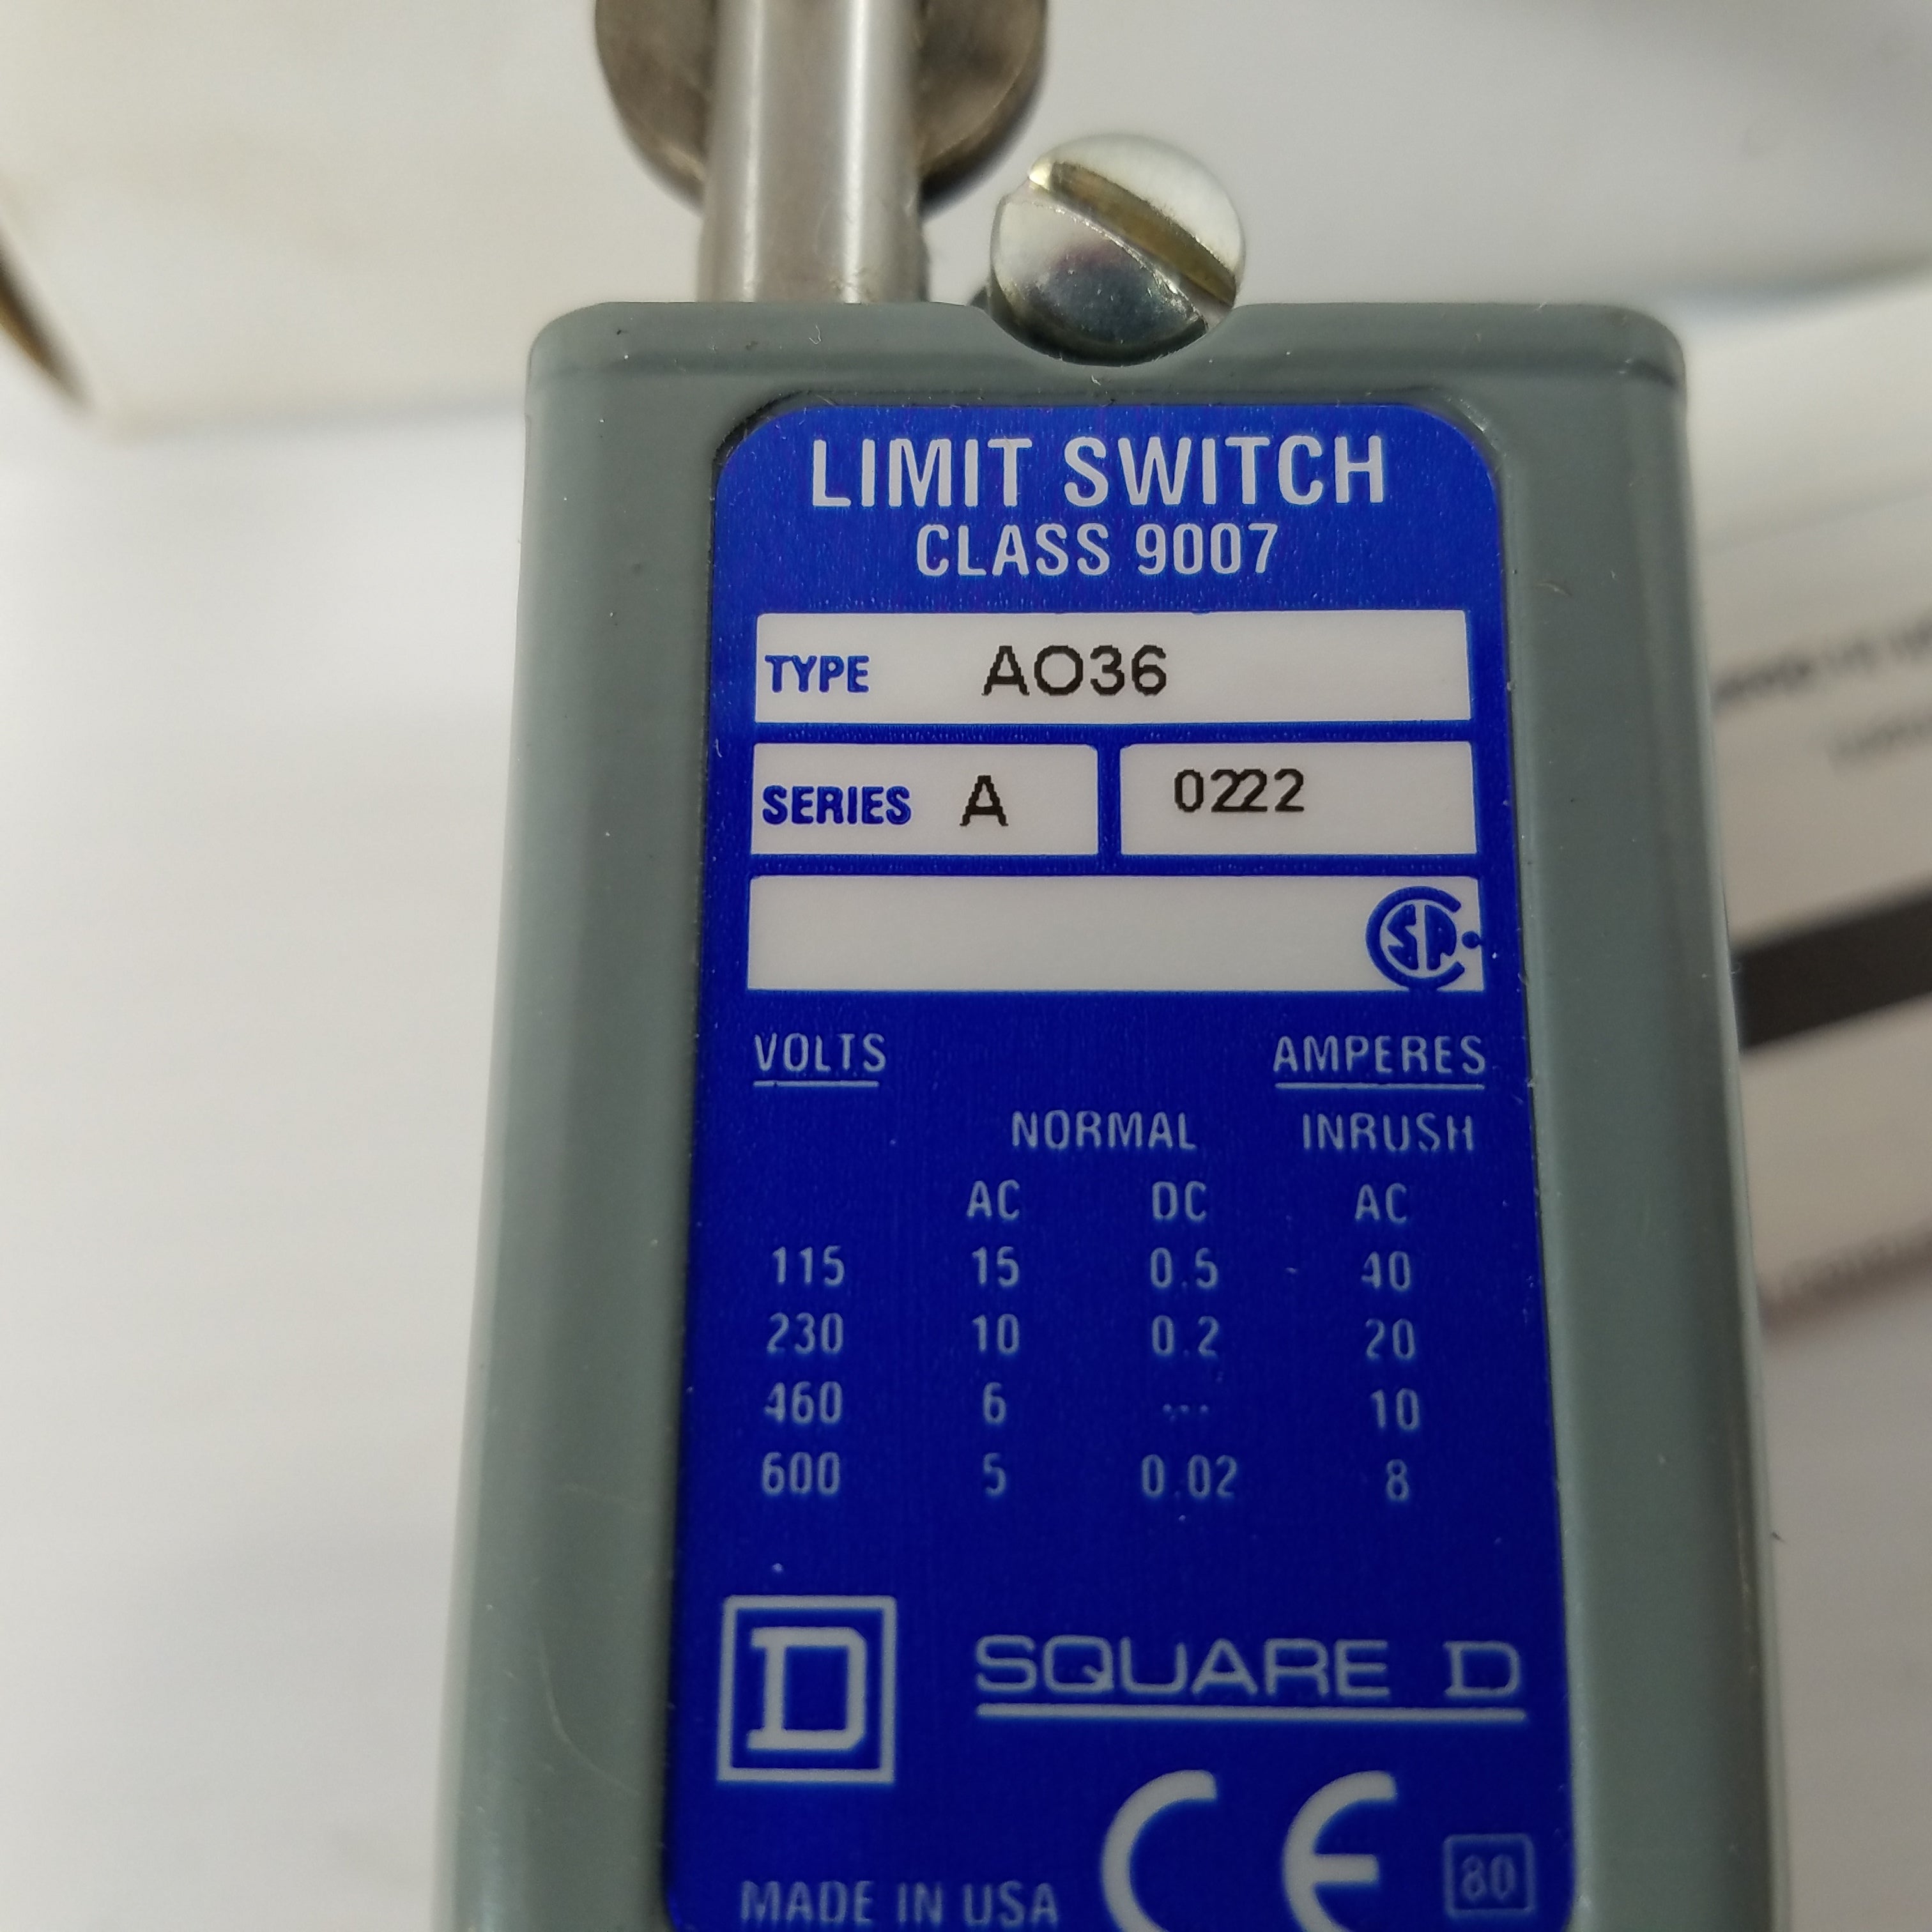 LIMIT SWITCH
CLASS 9007
TYPE AO36
SERIES A 0222
CSA
VOLTS AMPERES
NORMAL INRUSH
AC DC AC
115 15 0.5 40
230 10 0.2 20
460 6 --- 10
600 5 0.02 8
D SQUARE D
MADE IN USA CE 80